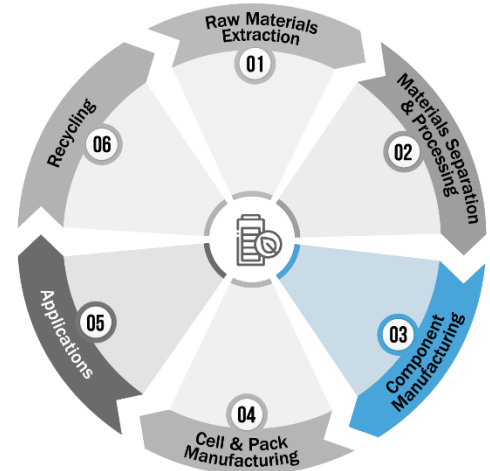 Raw Materials
Extraction
01
Materials Separation
& Processing
02
03
Component
Manufacturing
04
Cell & Pack
Manufacturing
05
Applications
06
Recycling